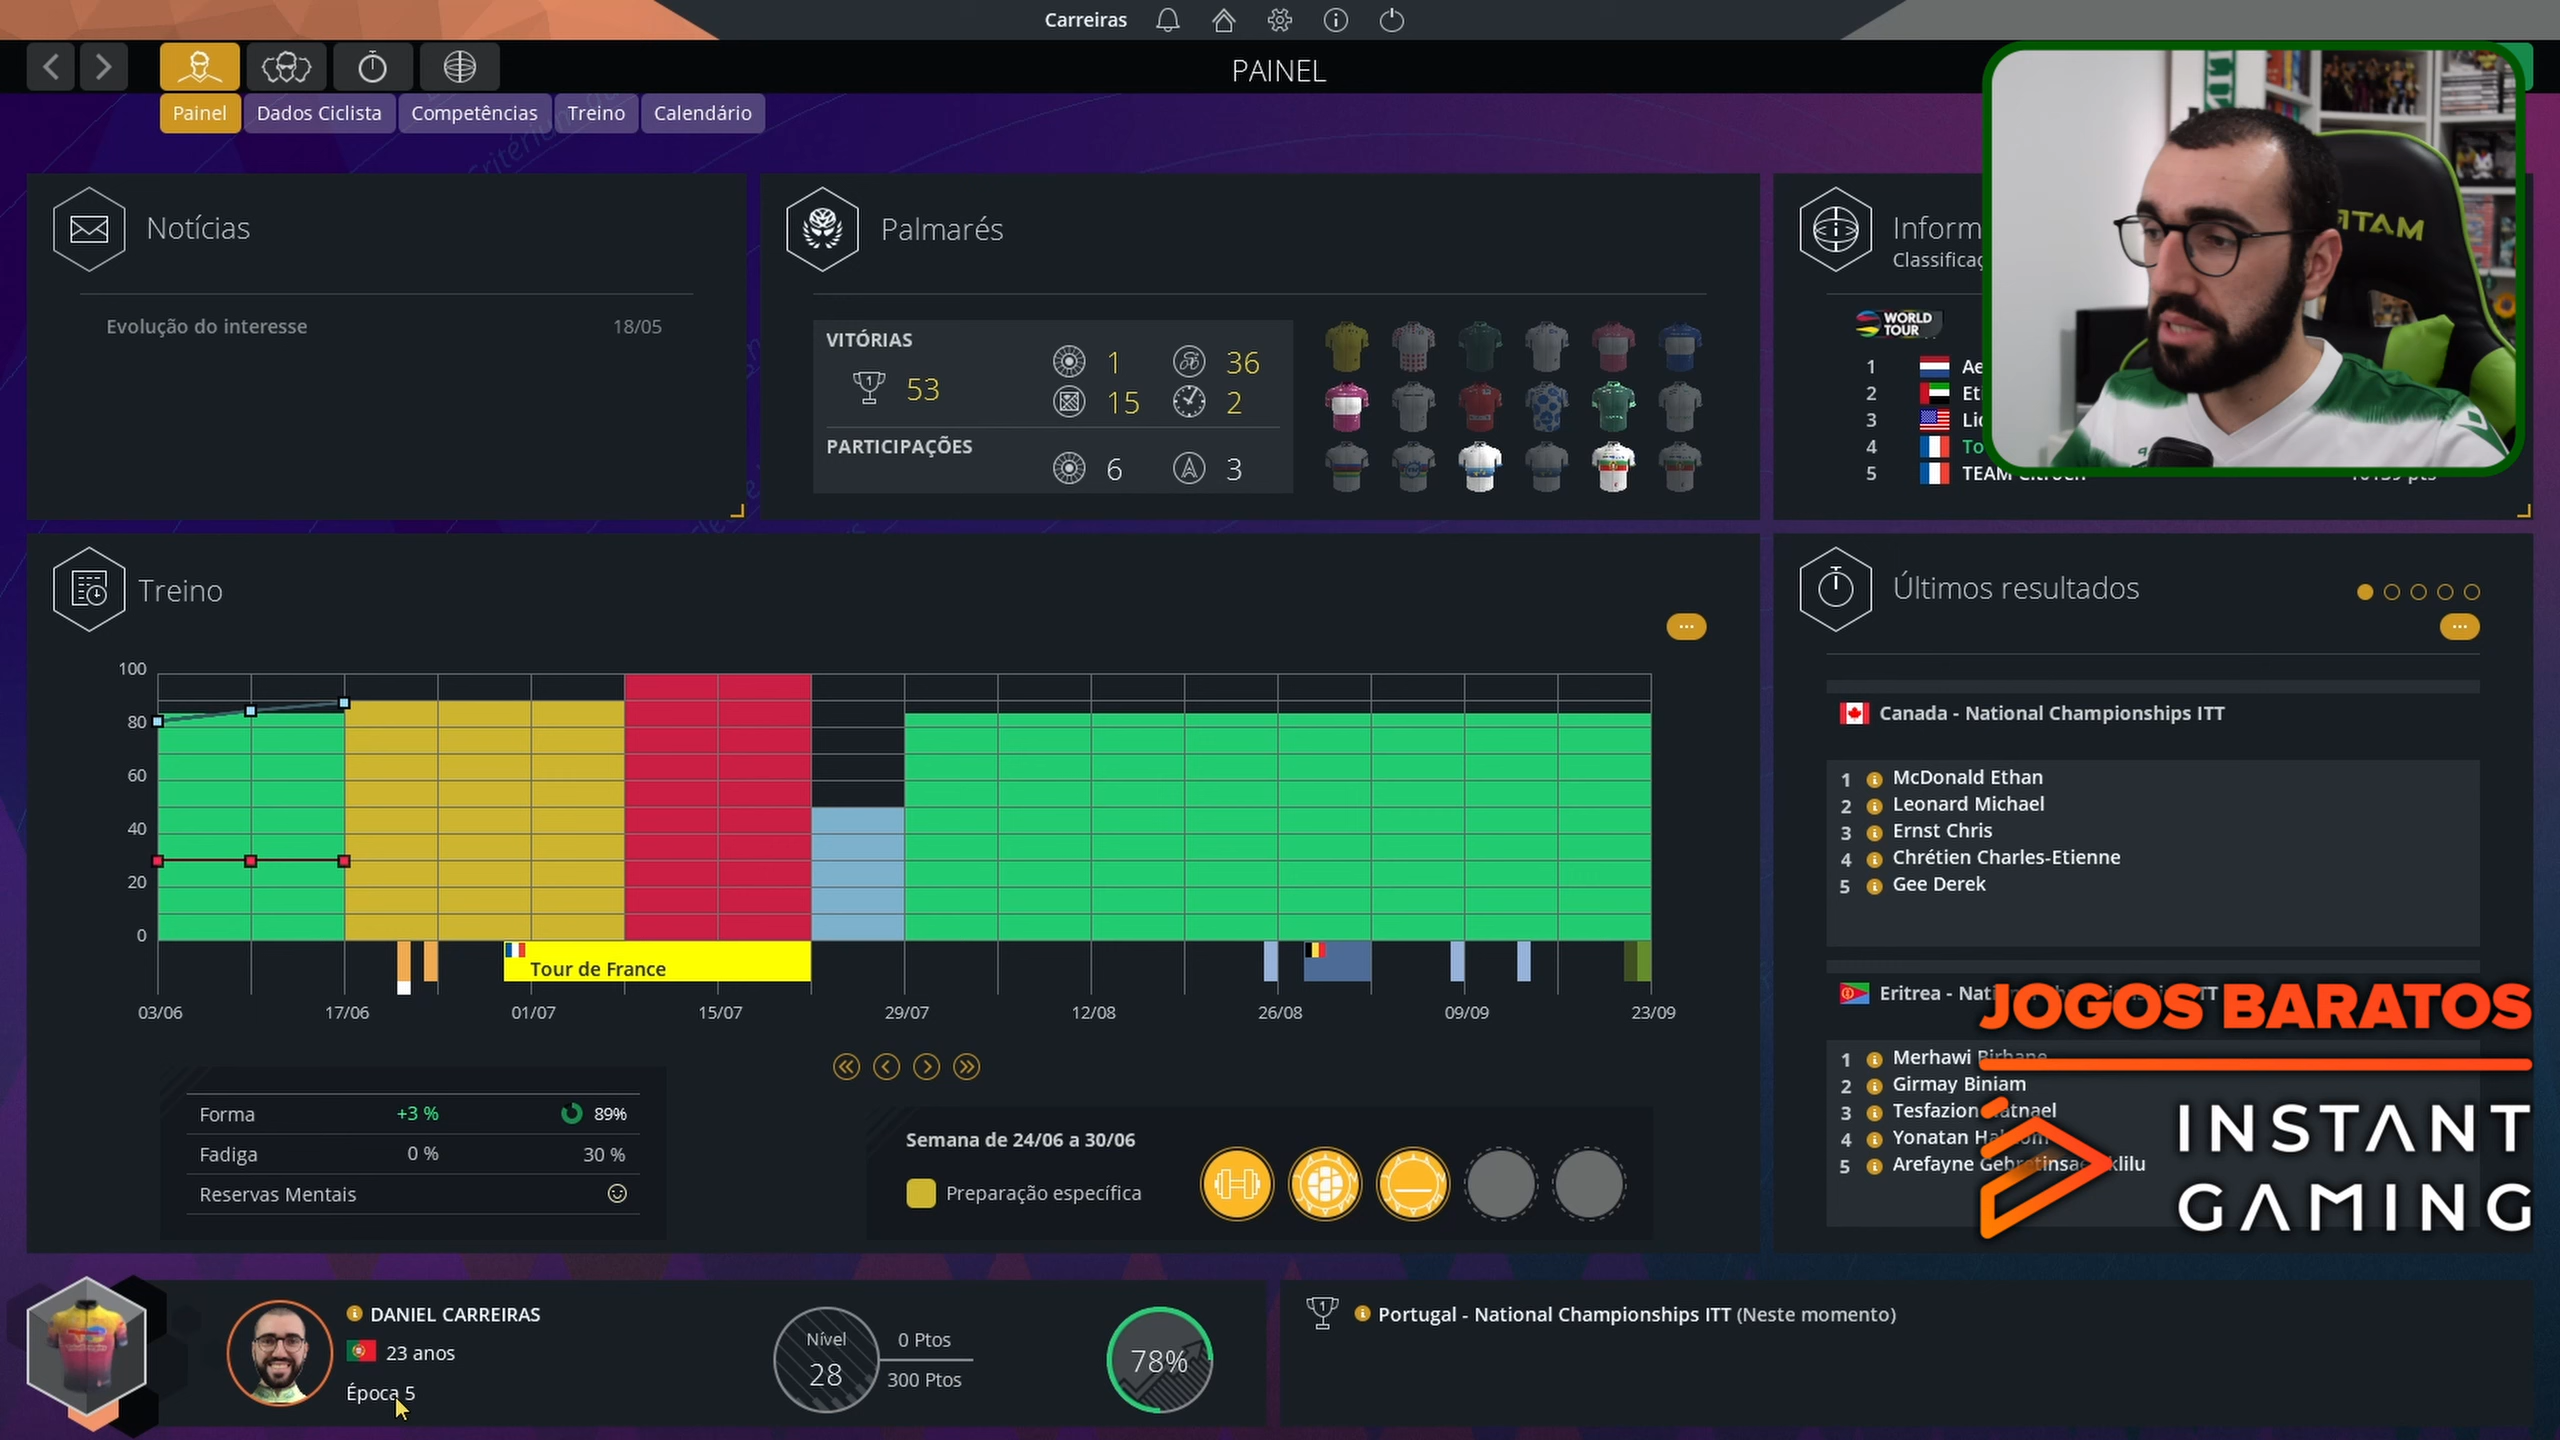 Carreiras
PAINEL
Painel
Dados Ciclista
Competências
Treino
Calendário
Notícias
Evolução do interesse
18/05
Palmarés
VITÓRIAS
53
1
36
15
2
PARTICIPAÇÕES
6
3
WORLD
TOUR
1
2
3
4
5
TEAM
Treino
...
100
80
60
40
20
0
Tour de France
03/06
17/06
01/07
15/07
29/07
12/08
26/08
09/09
23/09
Forma
+3 %
89%
Fadiga
0 %
30 %
Reservas Mentais
Semana de 24/06 a 30/06
Preparação específica
Últimos resultados
...
Canada - National Championships ITT
1 McDonald Ethan
2 Leonard Michael
3 Ernst Chris
4 Chrétien Charles-Etienne
5 Gee Derek
Eritrea -
1 Merhawi
2 Girmay Biniam
3 Tesfazion
4 Yonatan
5 Arefayne
JOGOS BARATOS
INSTANT
GAMING
DANIEL CARREIRAS
23 anos
Época 5
Nível
28
0 Ptos
300 Ptos
78%
Portugal - National Championships ITT (Neste momento)